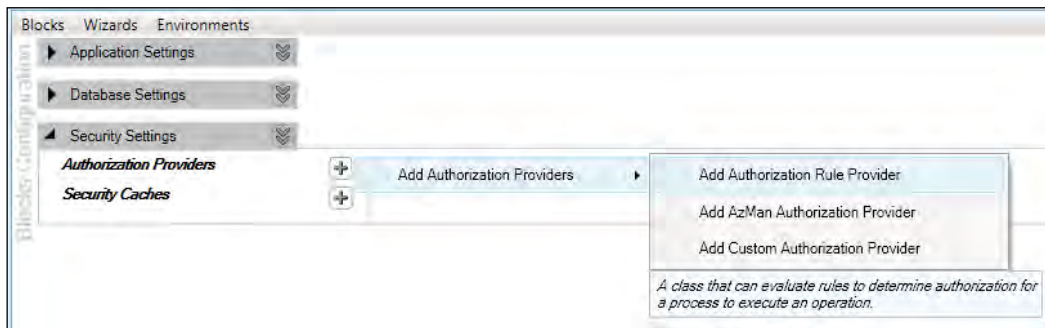 Blocks Wizards Environments
Blocks Configuration
Application Settings
Database Settings
Security Settings
Authorization Providers
Security Caches
Add Authorization Providers
Add Authorization Rule Provider
Add AzMan Authorization Provider
Add Custom Authorization Provider
A class that can evaluate rules to determine authorization for
a process to execute an operation.